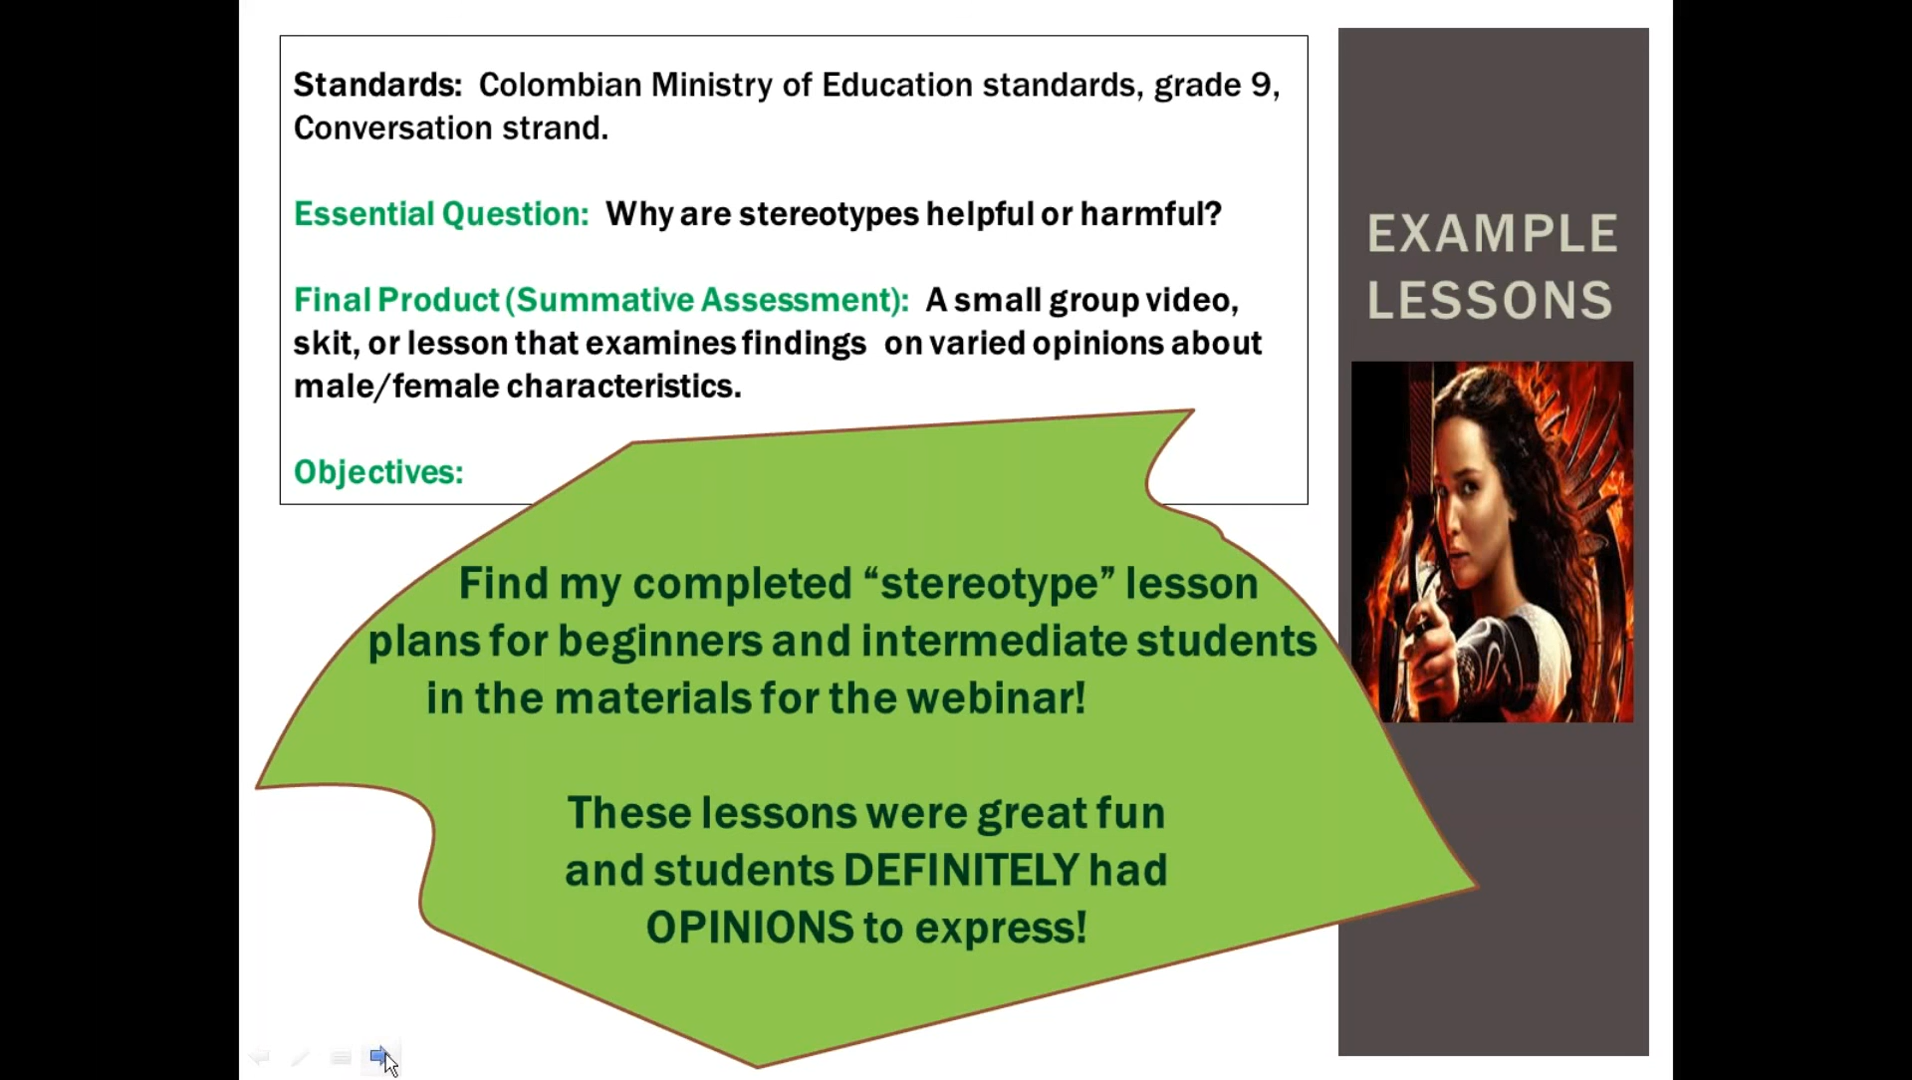 Standards: Colombian Ministry of Education standards, grade 9,
Conversation strand.
Essential Question: Why are stereotypes helpful or harmful?
Final Product (Summative Assessment): A small group video,
skit, or lesson that examines findings on varied opinions about
male/female characteristics.
Objectives:
Find my completed “stereotype” lesson
plans for beginners and intermediate students
in the materials for the webinar!
These lessons were great fun
and students DEFINITELY had
OPINIONS to express!
EXAMPLE
LESSONS